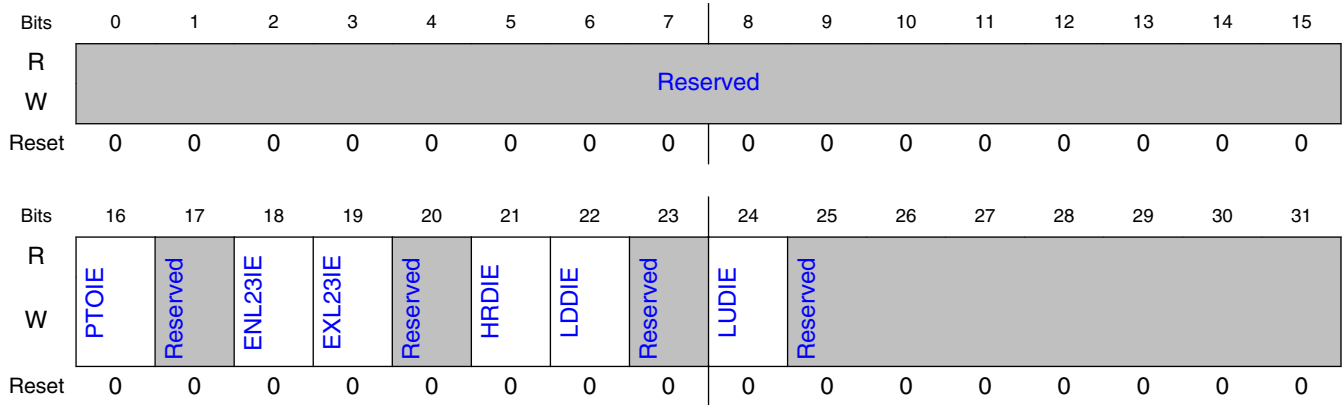 Bits 0 1 2 3 4 5 6 7 8 9 10 11 12 13 14 15
R
Reserved
W
Reset 0 0 0 0 0 0 0 0 0 0 0 0 0 0 0 0
Bits 16 17 18 19 20 21 22 23 24 25 26 27 28 29 30 31
R
PTOIE Reserved ENL23IE EXL23IE Reserved HRDIE LDDIE Reserved LUDIE Reserved
W
Reset 0 0 0 0 0 0 0 0 0 0 0 0 0 0 0 0